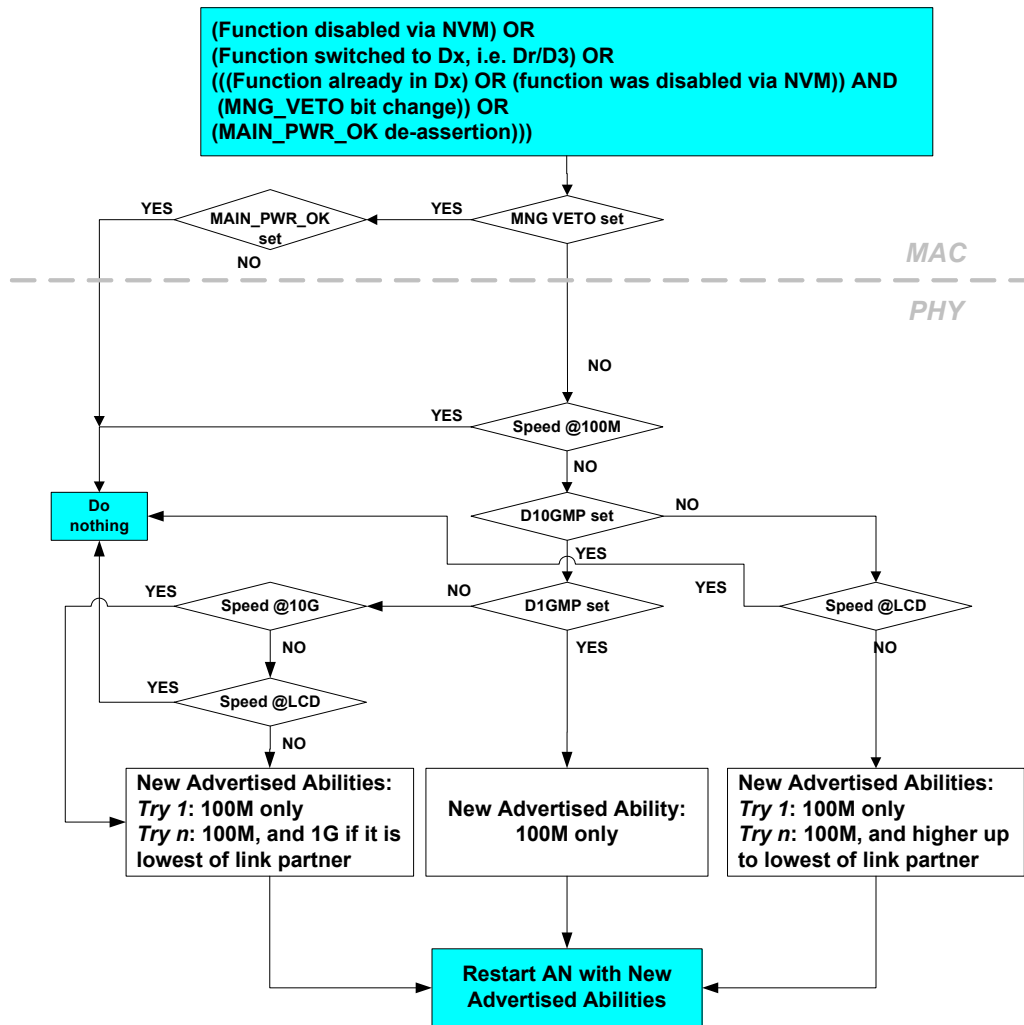 (Function disabled via NVM) OR
(Function switched to Dx, i.e. Dr/D3) OR
(((Function already in Dx) OR (function was disabled via NVM)) AND
(MNG_VETO bit change)) OR
(MAIN_PWR_OK de-assertion)))
YES
MAIN_PWR_OK
set
YES
MNG VETO set
NO
MAC
PHY
NO
YES
Speed @100M
NO
Do
nothing
D10GMP set
NO
YES
YES
Speed @10G
NO
D1GMP set
YES
Speed @LCD
NO
YES
NO
YES
Speed @LCD
NO
New Advertised Abilities:
Try 1: 100M only
Try n: 100M, and 1G if it is
lowest of link partner
New Advertised Ability:
100M only
New Advertised Abilities:
Try 1: 100M only
Try n: 100M, and higher up
to lowest of link partner
Restart AN with New
Advertised Abilities